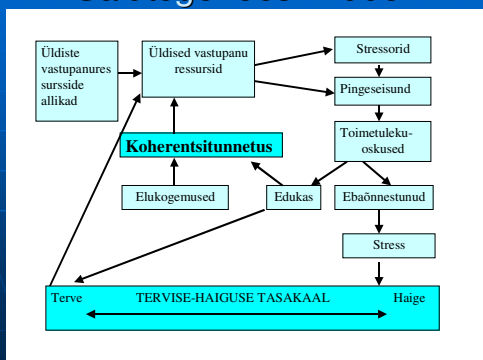 Üldiste
vastupanures
sursside
allikad
Üldised vastupanu
ressursid
Stressorid
Pingeseisund
Toimetuleku-
oskused
Koherentsitunnetus
Elukogemused
Edukas
Ebaõnnestunud
Stress
Terve TERVISE-HAIGUSE TASAKAAL Haige